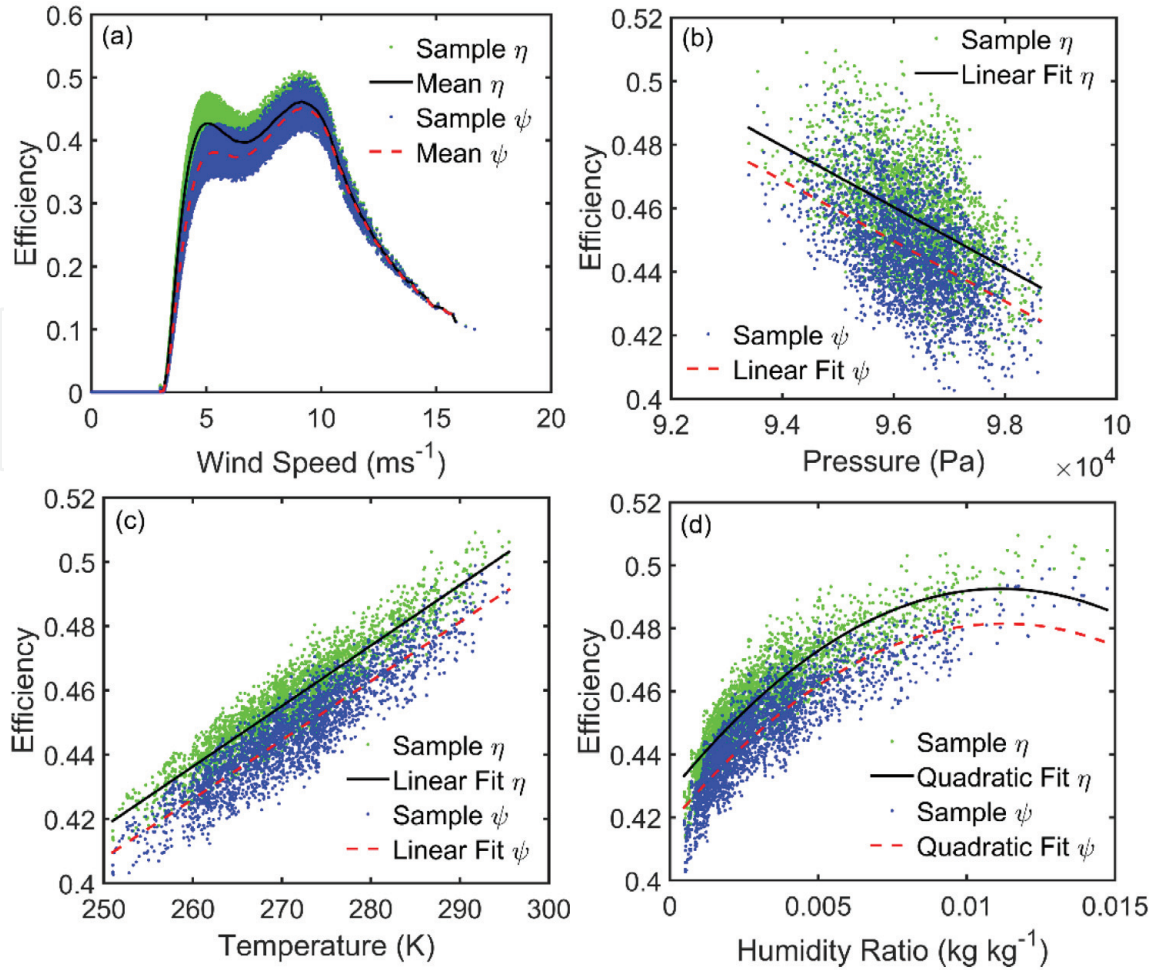 (a)
Sample η
Mean η
Sample ψ
Mean ψ
0.6
0.5
0.4
0.3
0.2
0.1
0
Efficiency
0
5
10
15
20
Wind Speed (ms⁻¹)
(b)
Sample η
Linear Fit η
Sample ψ
Linear Fit ψ
0.52
0.5
0.48
0.46
0.44
0.42
0.4
Efficiency
9.2
9.4
9.6
9.8
10
Pressure (Pa)
×10⁴
(c)
Sample η
Linear Fit η
Sample ψ
Linear Fit ψ
0.52
0.5
0.48
0.46
0.44
0.42
0.4
Efficiency
250
260
270
280
290
300
Temperature (K)
(d)
Sample η
Quadratic Fit η
Sample ψ
Quadratic Fit ψ
0.52
0.5
0.48
0.46
0.44
0.42
0.4
Efficiency
0
0.005
0.01
0.015
Humidity Ratio (kg kg⁻¹)